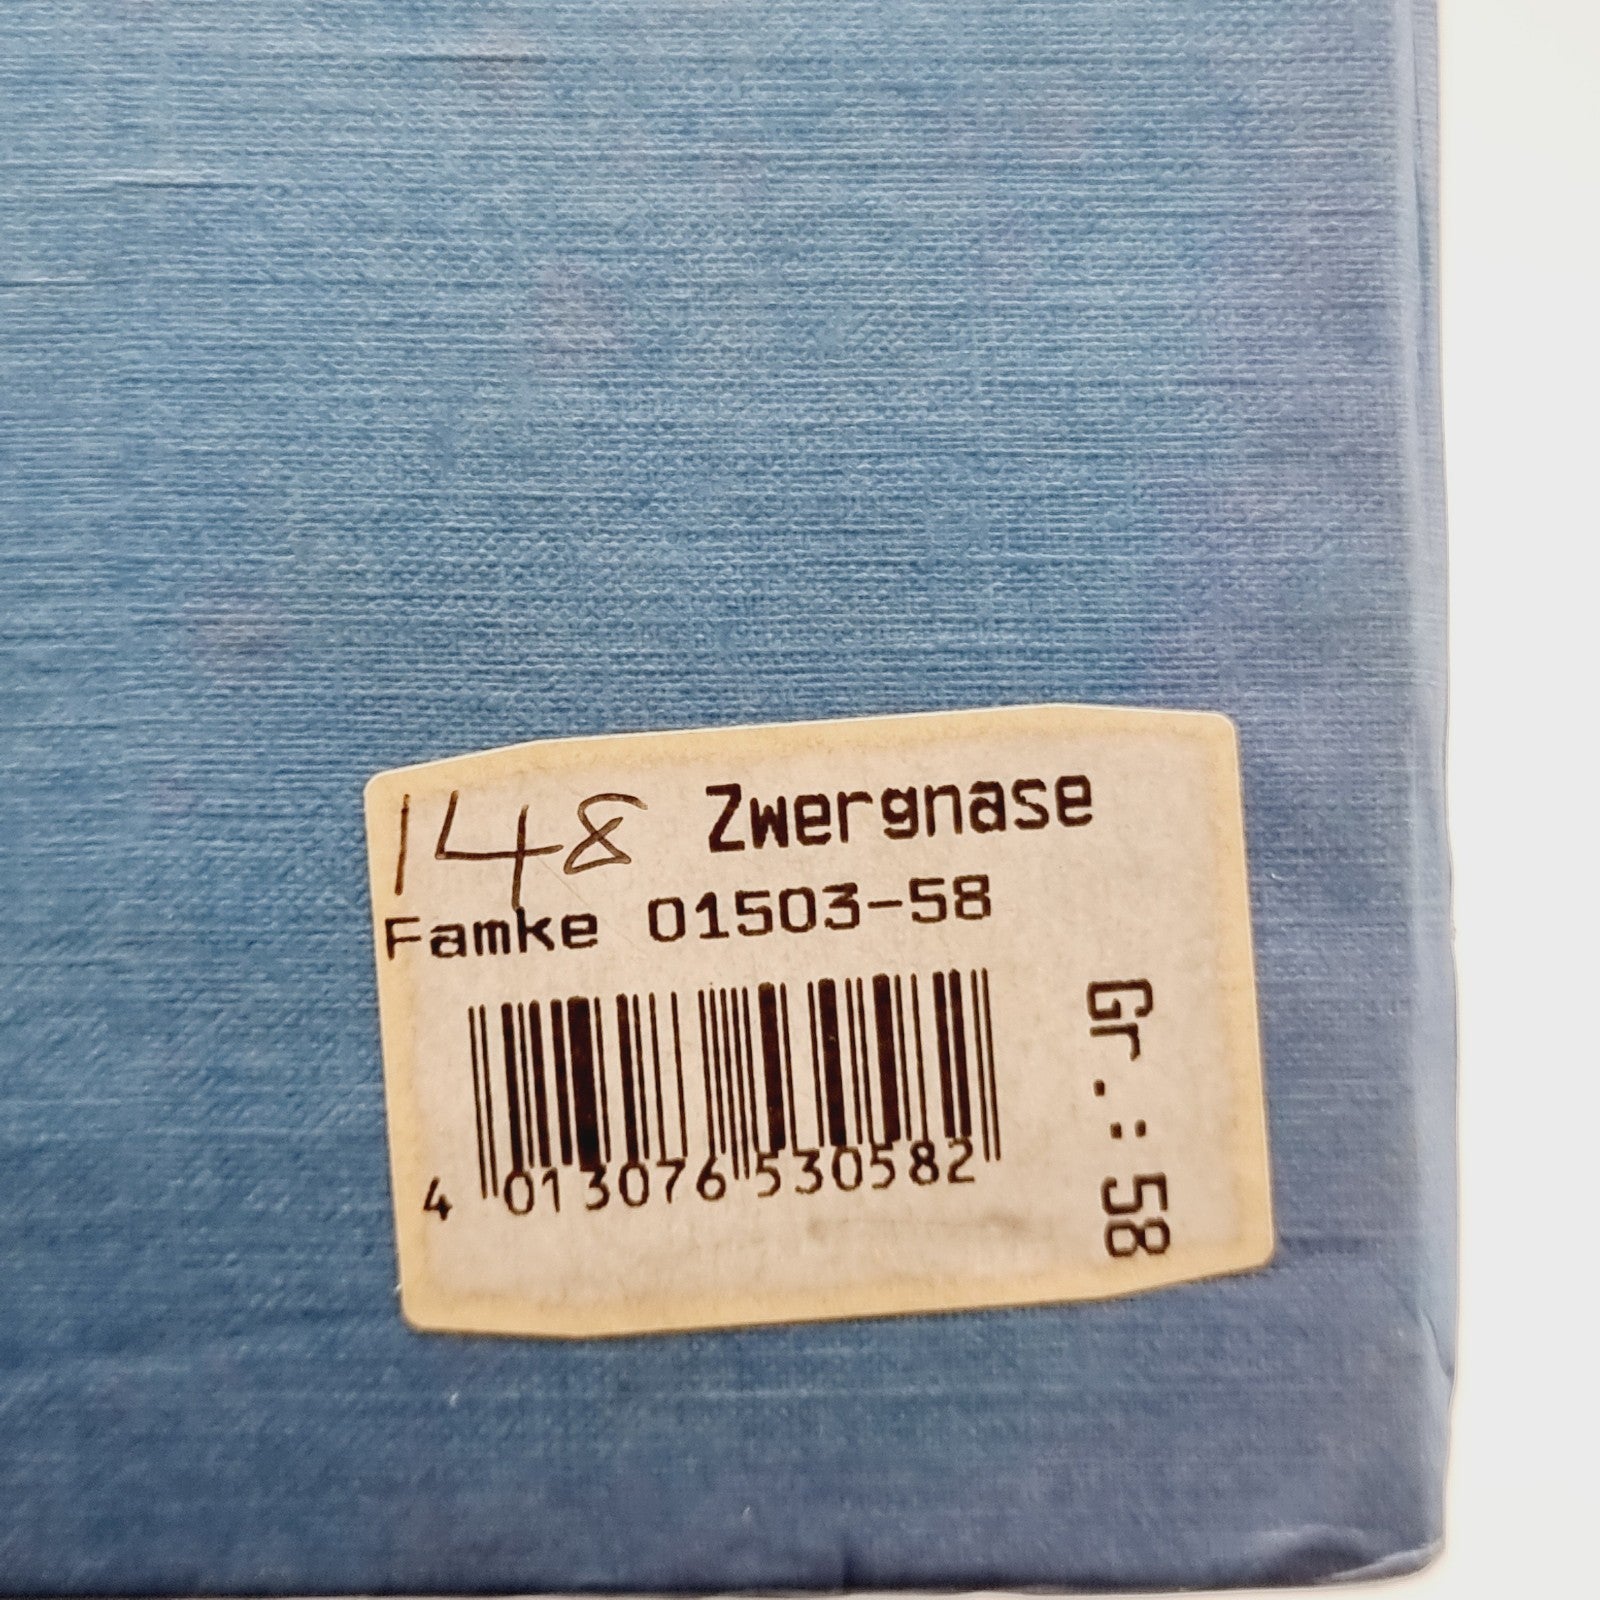 148 Zwergnase
Famke 01503-58
4 013076 530582
Gr.: 58